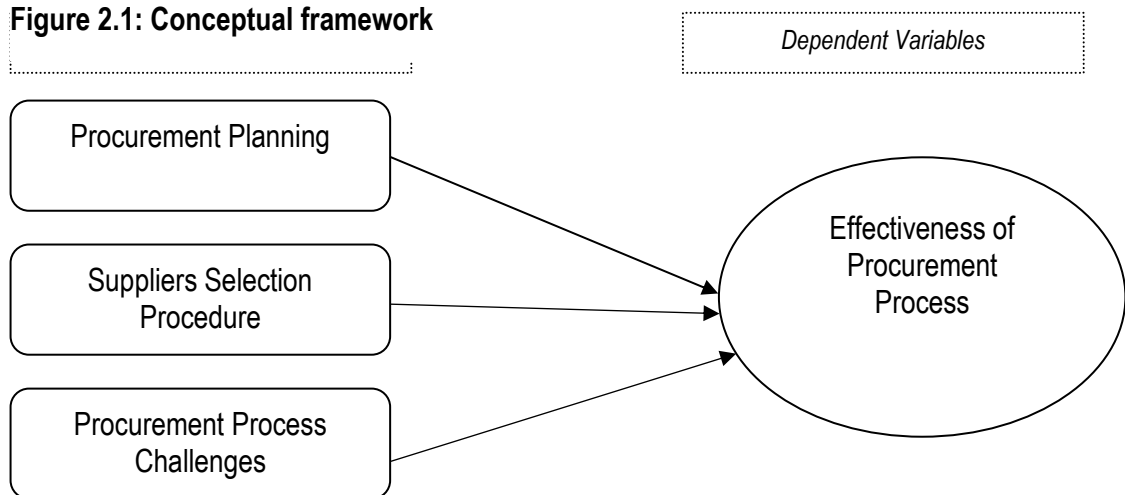 Figure 2.1: Conceptual framework
Dependent Variables
Procurement Planning
Suppliers Selection
Procedure
Procurement Process
Challenges
Effectiveness of
Procurement
Process